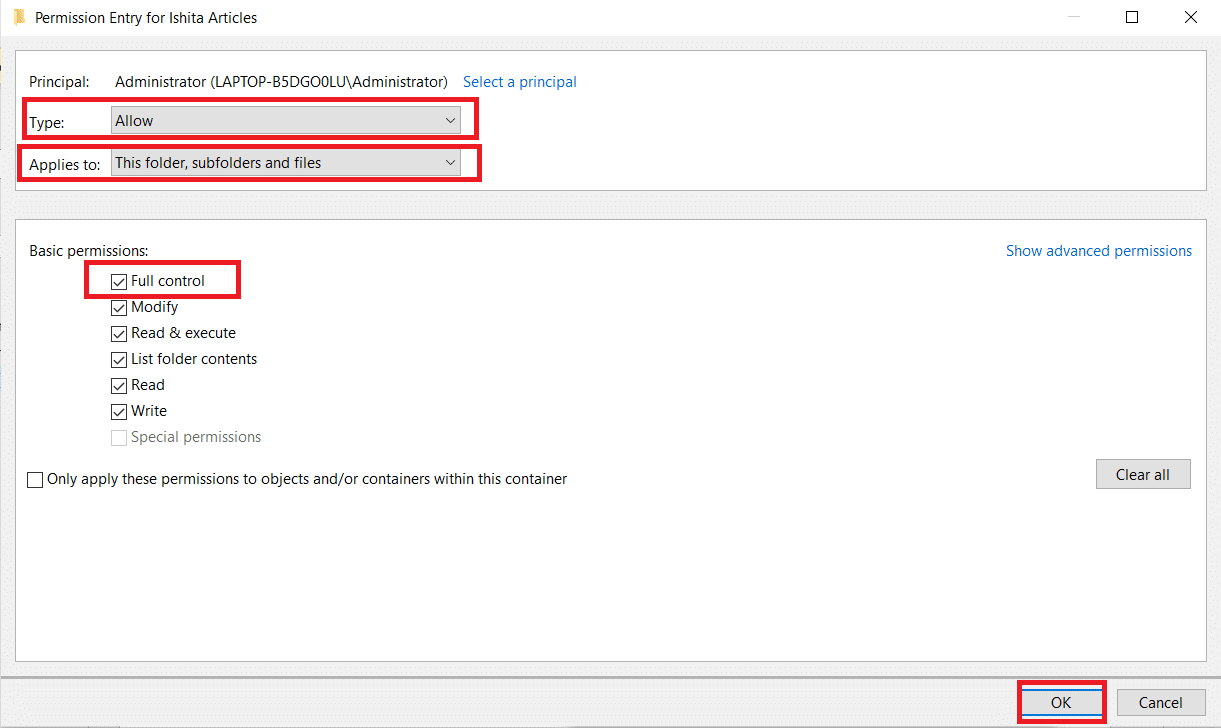 Permission Entry for Ishita Articles
Principal: Administrator (LAPTOP-B5DGO0LU\Administrator) Select a principal
Type: Allow
Applies to: This folder, subfolders and files
Basic permissions: Show advanced permissions
Full control
Modify
Read & execute
List folder contents
Read
Write
Special permissions
Only apply these permissions to objects and/or containers within this container Clear all
OK Cancel